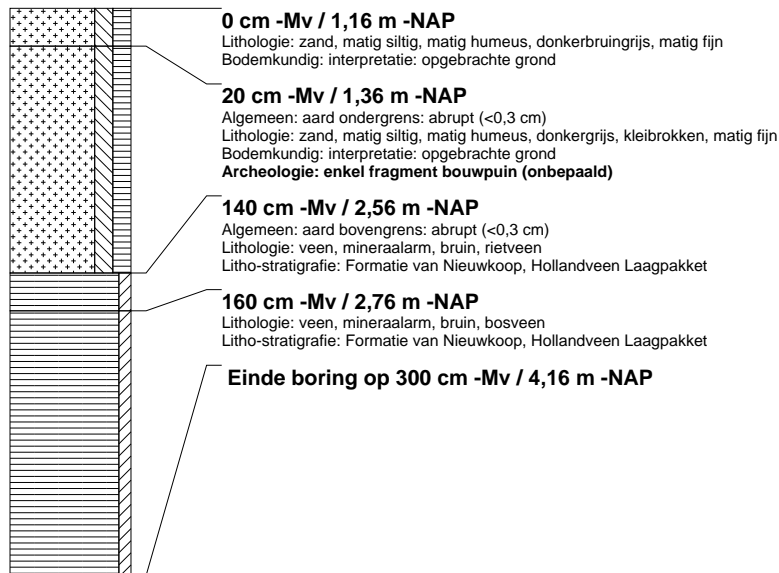 0 cm -Mv / 1,16 m -NAP
Lithologie: zand, matig siltig, matig humeus, donkerbruingrijs, matig fijn
Bodemkundig: interpretatie: opgebrachte grond
20 cm -Mv / 1,36 m -NAP
Algemeen: aard ondergrens: abrupt (<0,3 cm)
Lithologie: zand, matig siltig, matig humeus, donkergrijs, kleibrokken, matig fijn
Bodemkundig: interpretatie: opgebrachte grond
Archeologie: enkel fragment bouwpuin (onbepaald)
140 cm -Mv / 2,56 m -NAP
Algemeen: aard bovengrens: abrupt (<0,3 cm)
Lithologie: veen, mineraalarm, bruin, rietveen
Litho-stratigrafie: Formatie van Nieuwkoop, Hollandveen Laagpakket
160 cm -Mv / 2,76 m -NAP
Lithologie: veen, mineraalarm, bruin, bosveen
Litho-stratigrafie: Formatie van Nieuwkoop, Hollandveen Laagpakket
Einde boring op 300 cm -Mv / 4,16 m -NAP